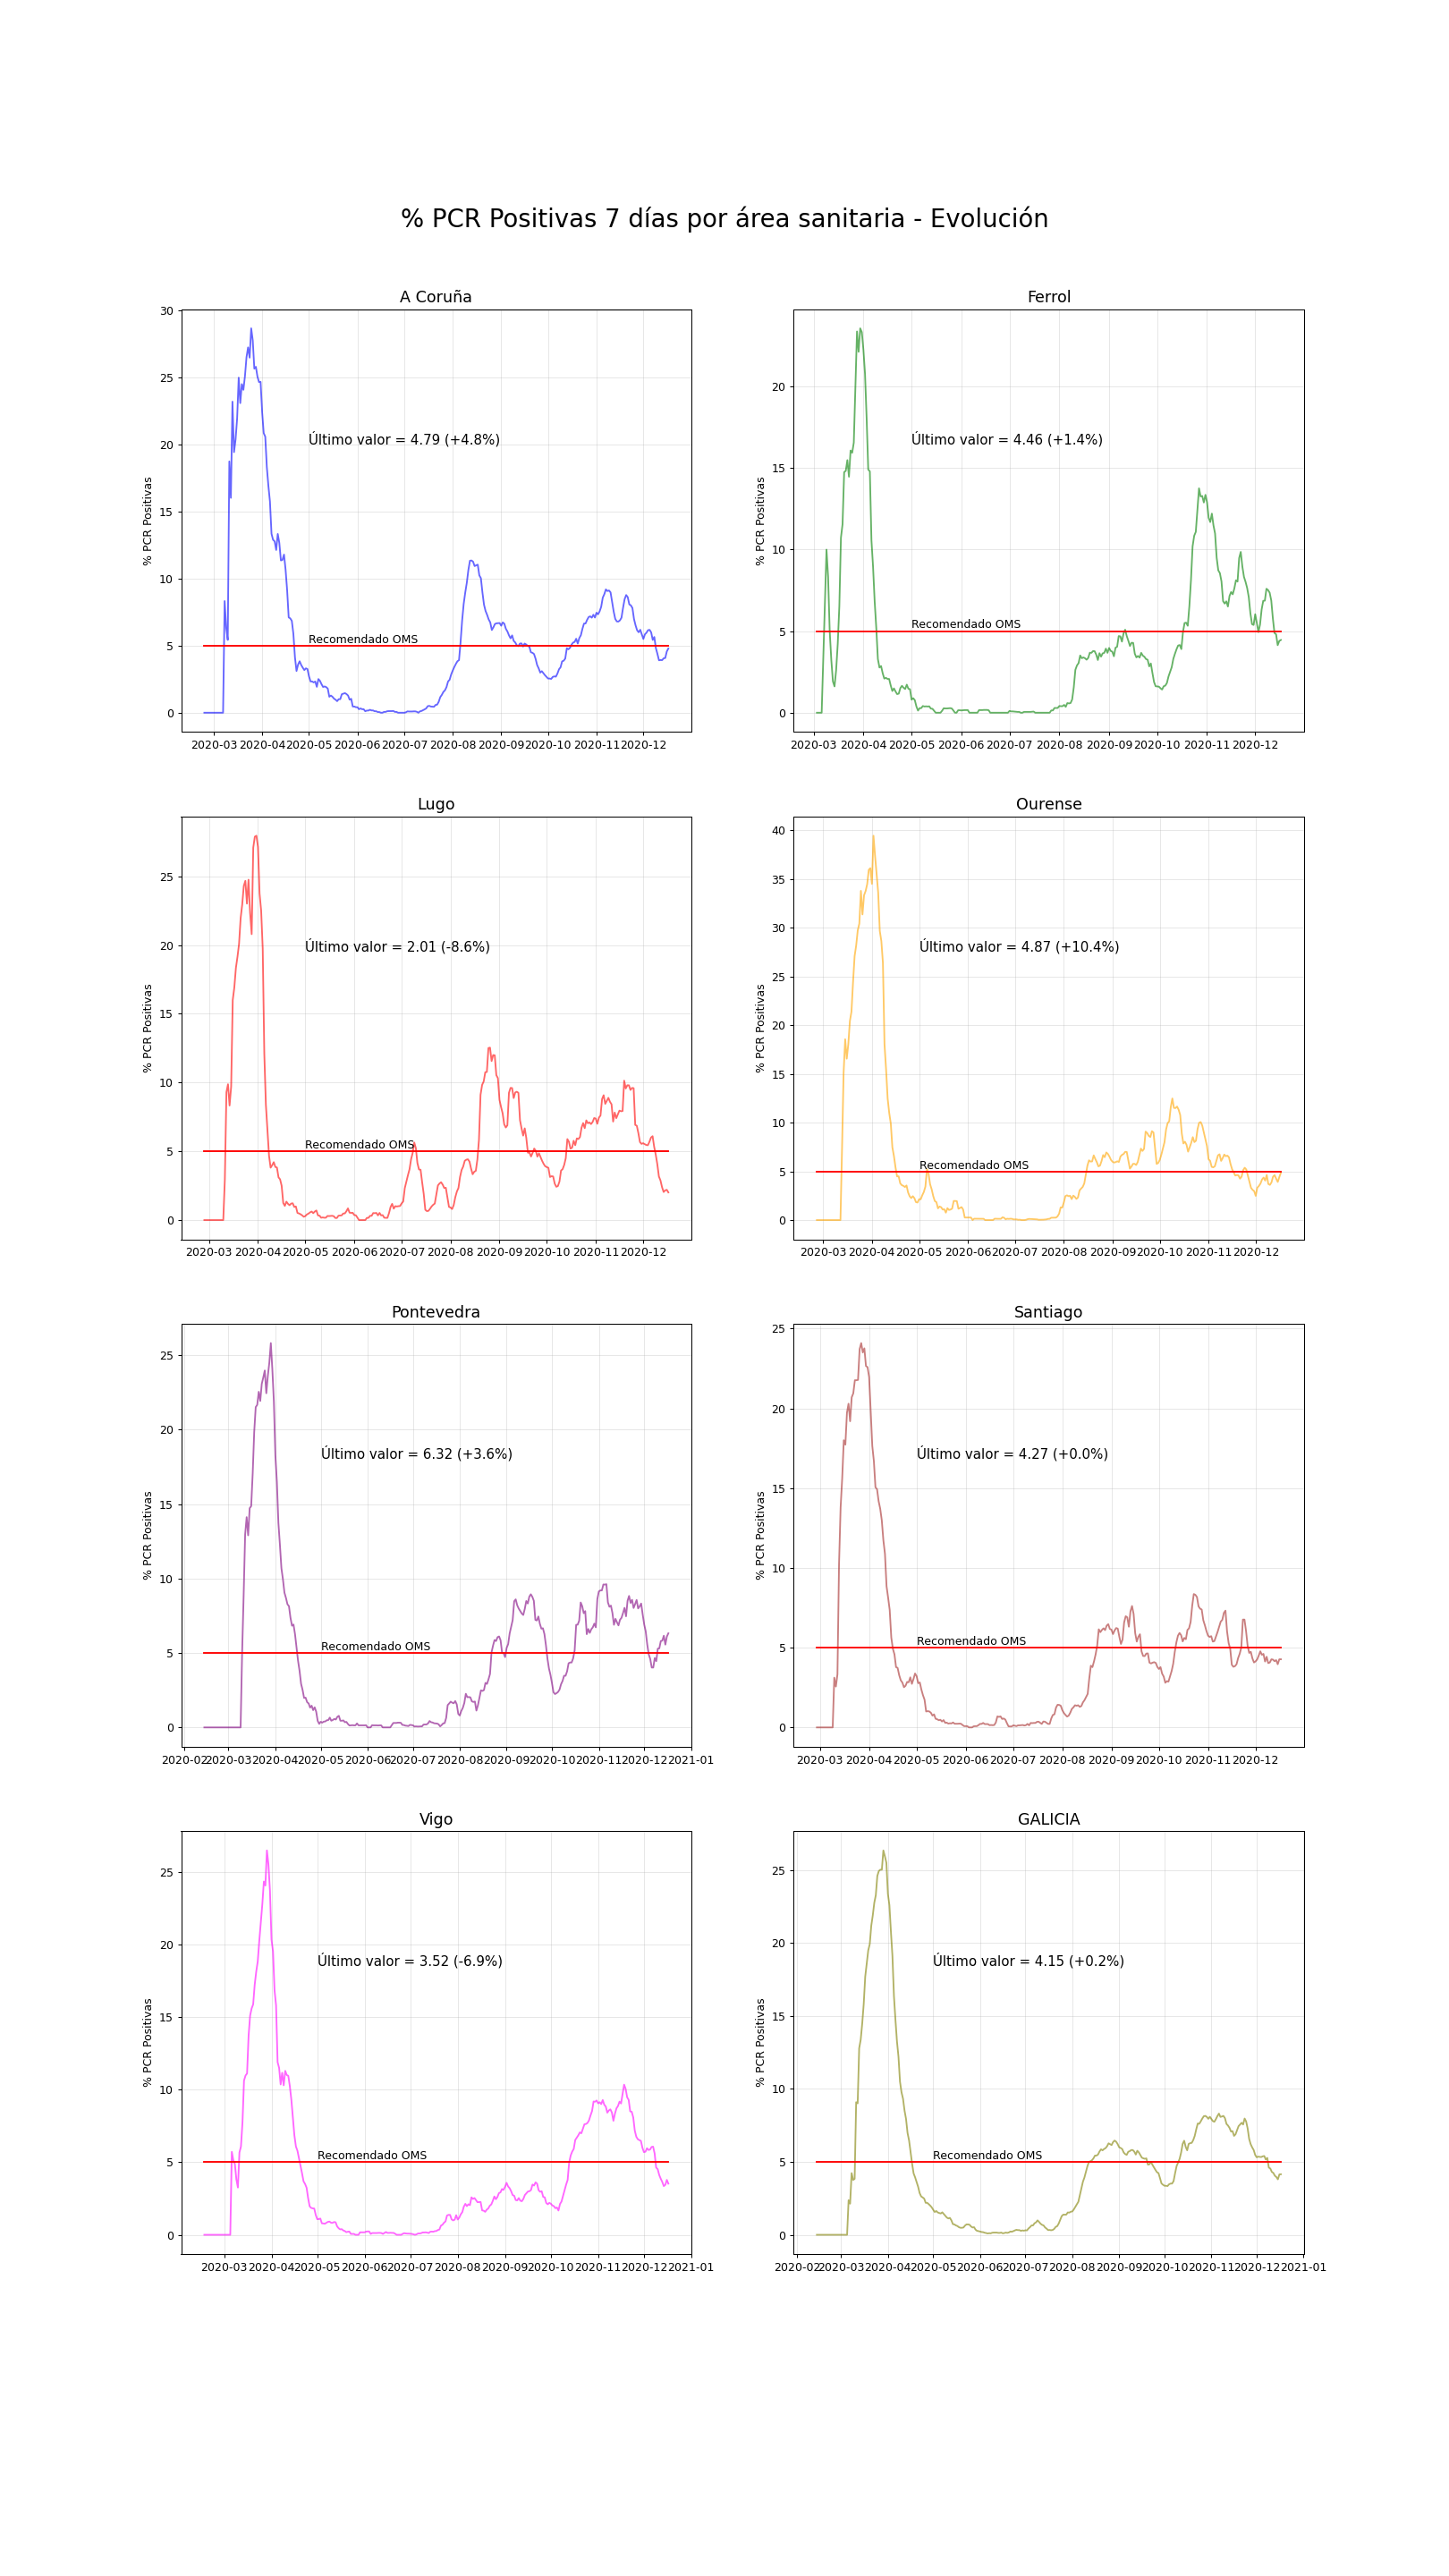 % PCR Positivas 7 días por área sanitaria - Evolución
A Coruña
30
25
20
15
10
5
0
% PCR Positivas
Último valor = 4.79 (+4.8%)
Recomendado OMS
2020-03 2020-04 2020-05 2020-06 2020-07 2020-08 2020-09 2020-10 2020-11 2020-12
Ferrol
20
15
10
5
0
% PCR Positivas
Último valor = 4.46 (+1.4%)
Recomendado OMS
2020-03 2020-04 2020-05 2020-06 2020-07 2020-08 2020-09 2020-10 2020-11 2020-12
Lugo
25
20
15
10
5
0
% PCR Positivas
Último valor = 2.01 (-8.6%)
Recomendado OMS
2020-03 2020-04 2020-05 2020-06 2020-07 2020-08 2020-09 2020-10 2020-11 2020-12
Ourense
40
35
30
25
20
15
10
5
0
% PCR Positivas
Último valor = 4.87 (+10.4%)
Recomendado OMS
2020-03 2020-04 2020-05 2020-06 2020-07 2020-08 2020-09 2020-10 2020-11 2020-12
Pontevedra
25
20
15
10
5
0
% PCR Positivas
Último valor = 6.32 (+3.6%)
Recomendado OMS
2020-02 2020-03 2020-04 2020-05 2020-06 2020-07 2020-08 2020-09 2020-10 2020-11 2020-12 2021-01
Santiago
25
20
15
10
5
0
% PCR Positivas
Último valor = 4.27 (+0.0%)
Recomendado OMS
2020-03 2020-04 2020-05 2020-06 2020-07 2020-08 2020-09 2020-10 2020-11 2020-12
Vigo
25
20
15
10
5
0
% PCR Positivas
Último valor = 3.52 (-6.9%)
Recomendado OMS
2020-03 2020-04 2020-05 2020-06 2020-07 2020-08 2020-09 2020-10 2020-11 2020-12 2021-01
GALICIA
25
20
15
10
5
0
% PCR Positivas
Último valor = 4.15 (+0.2%)
Recomendado OMS
2020-02 2020-03 2020-04 2020-05 2020-06 2020-07 2020-08 2020-09 2020-10 2020-11 2020-12 2021-01